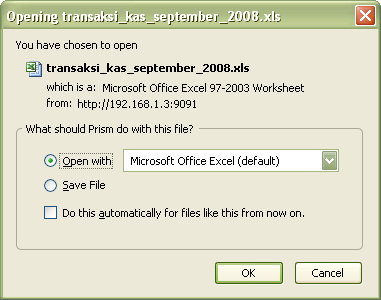 Opening transaksi_kas_september_2008.xls
You have chosen to open
transaksi_kas_september_2008.xls
which is a: Microsoft Office Excel 97-2003 Worksheet
from: http://192.168.1.3:9091
What should Prism do with this file?
Open with Microsoft Office Excel (default)
Save File
Do this automatically for files like this from now on.
OK Cancel